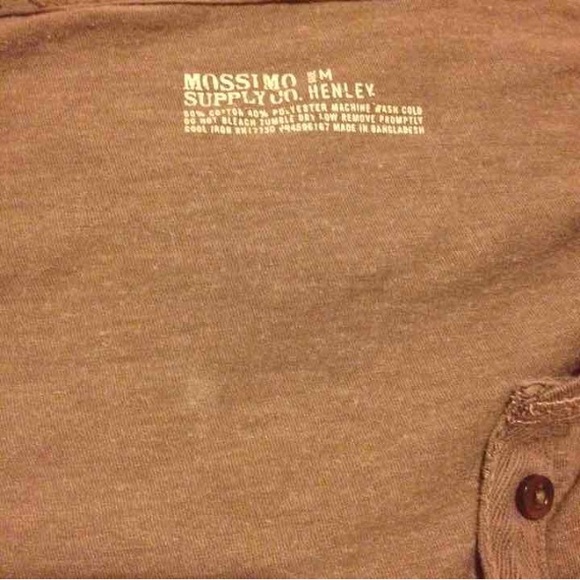 MOSSIMO SUPPLY CO.
SIZE M
HENLEY
60% COTTON 40% POLYESTER MACHINE WASH COLD
DO NOT BLEACH TUMBLE DRY LOW REMOVE PROMPTLY
COOL IRON MADE IN BANGLADESH